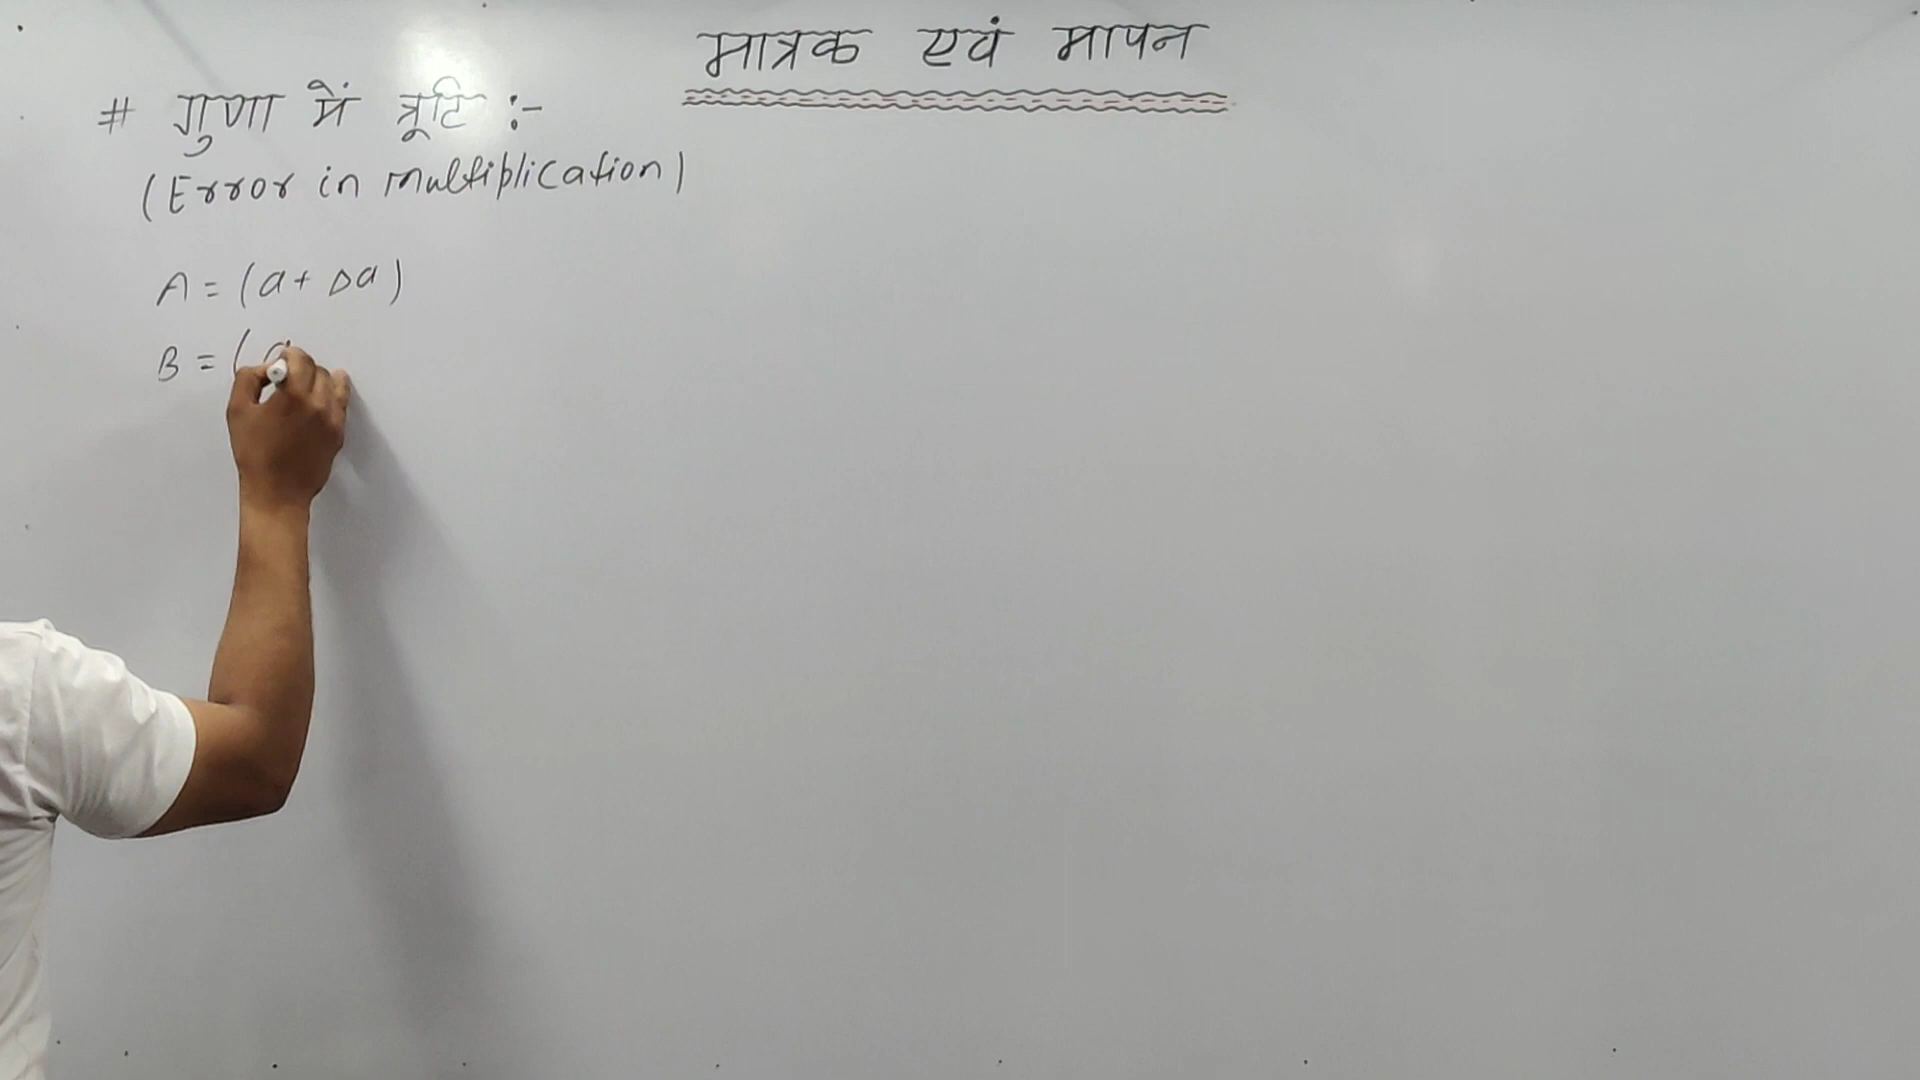 मात्रक एवं मापन
# गुणा में त्रूटि :-
(Error in multiplication)
A = (a + Δa)
B = (